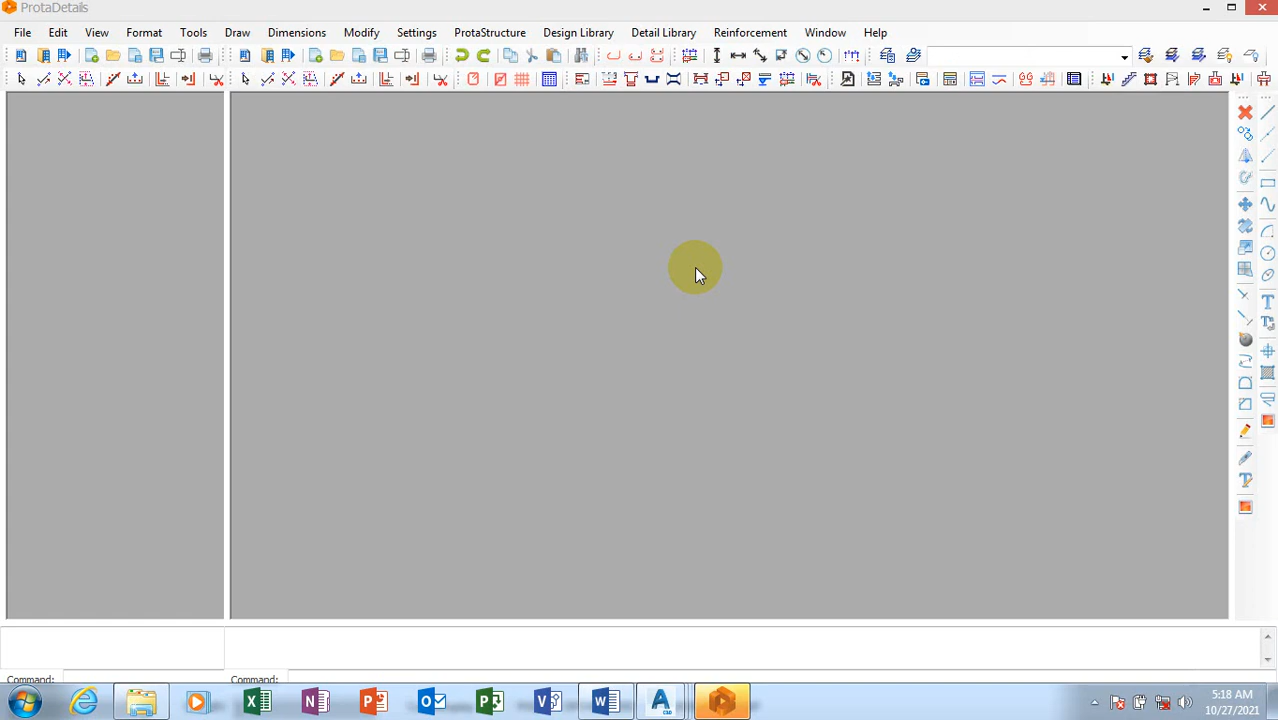 ProtaDetails
File Edit View Format Tools Draw Dimensions Modify Settings ProtaStructure Design Library Detail Library Reinforcement Window Help
Command: Command:
5:18 AM
10/27/2021